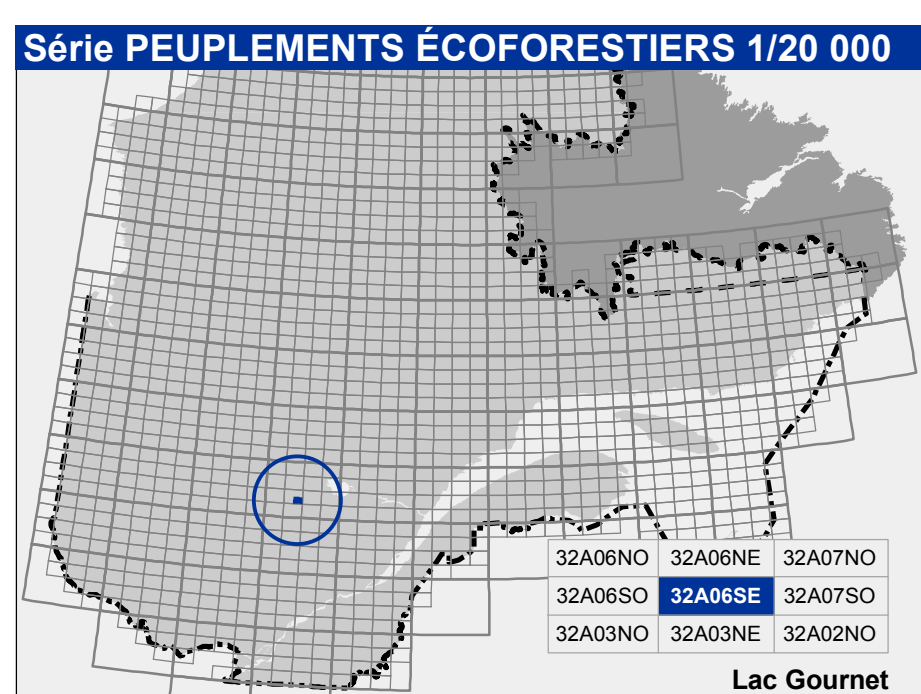 Série PEUPLEMENTS ÉCOFORESTIERS 1/20 000
32A06NO 32A06NE 32A07NO
32A06SO 32A06SE 32A07SO
32A03NO 32A03NE 32A02NO
Lac Gournet